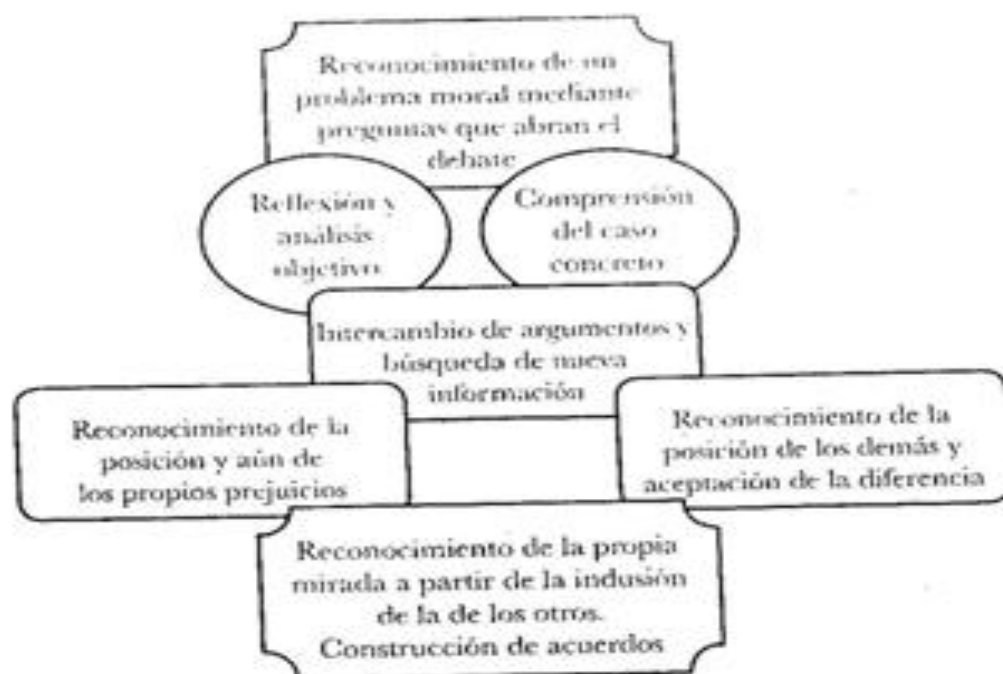 Reconocimiento de un
problema moral mediante
preguntas que abran el
debate
Reflexión y
análisis
objetivo
Comprensión
del caso
concreto
Intercambio de argumentos y
búsqueda de nueva
información
Reconocimiento de la
posición y aún de
los propios prejuicios
Reconocimiento de la
posición de los demás y
aceptación de la diferencia
Reconocimiento de la propia
mirada a partir de la indusión
de la de los otros.
Construcción de acuerdos